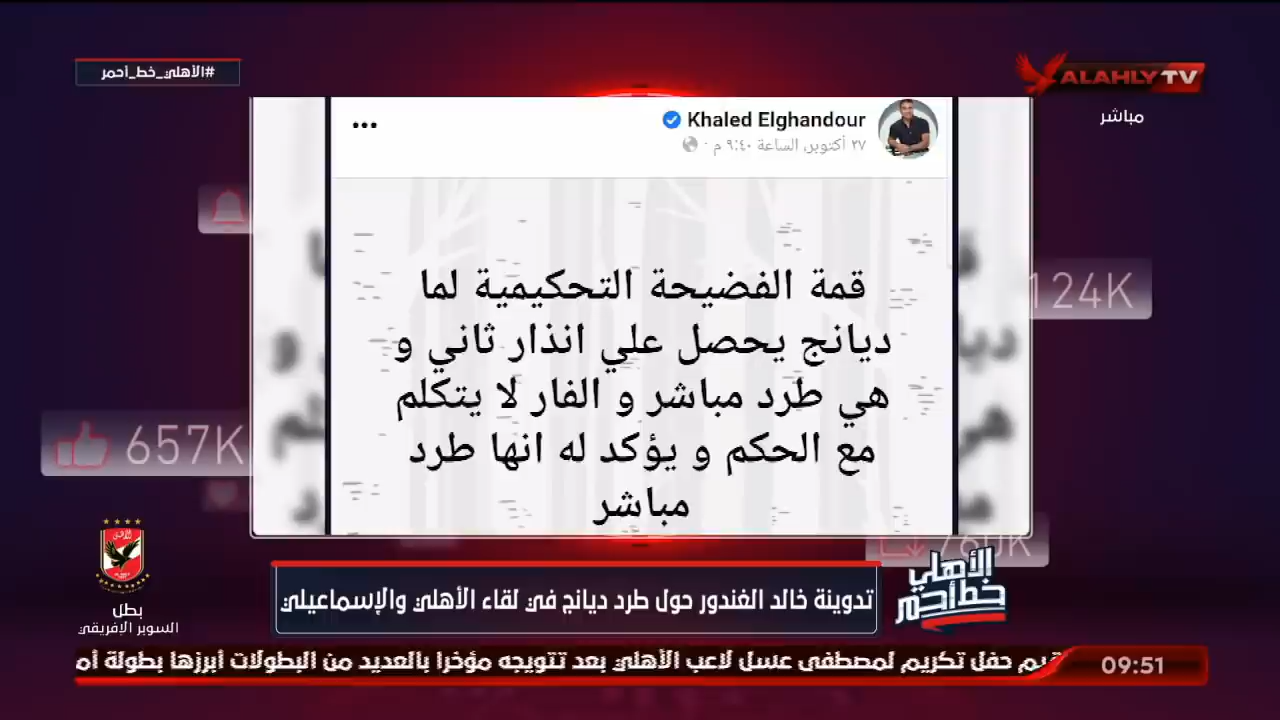 #الأهلي_خط_أحمر
ALAHLY TV
مباشر
Khaled Elghandour
٢٧ أكتوبر، الساعة ٩:٤٠ م
قمة الفضيحة التحكيمية لما
ديانج يحصل علي انذار ثاني و
هي طرد مباشر و الفار لا يتكلم
مع الحكم و يؤكد له انها طرد
مباشر
124K
657K
760K
الأهلي
خط أحمر
تدوينة خالد الغندور حول طرد ديانج في لقاء الأهلي والإسماعيلي
بطل
السوبر الإفريقي
حفل تكريم لمصطفى عسل لاعب الأهلي بعد تتويجه مؤخرا بالعديد من البطولات أبرزها بطولة
09:51